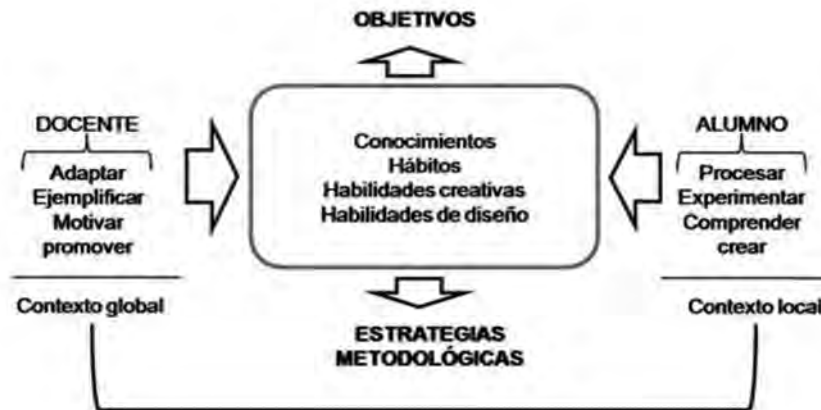 OBJETIVOS
DOCENTE
Adaptar
Ejemplificar
Motivar
promover
Contexto global
Conocimientos
Hábitos
Habilidades creativas
Habilidades de diseño
ESTRATEGIAS
METODOLÓGICAS
ALUMNO
Procesar
Experimentar
Comprender
crear
Contexto local